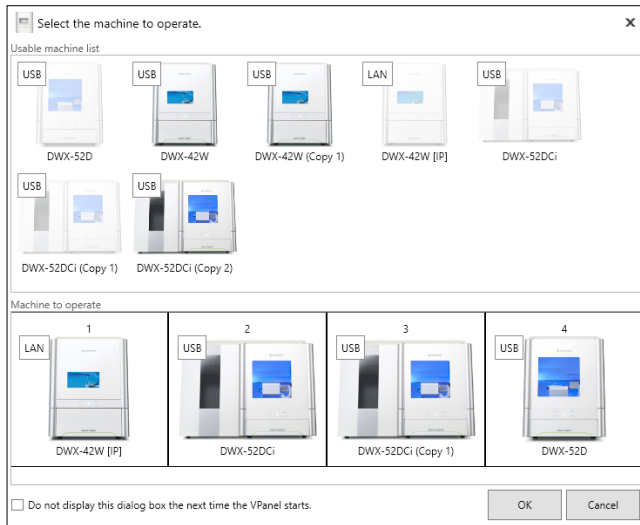 Select the machine to operate.
Usable machine list
USB USB USB LAN USB
DWX-52D DWX-42W DWX-42W (Copy 1) DWX-42W [IP] DWX-52DCi
USB USB
DWX-52DCi (Copy 1) DWX-52DCi (Copy 2)
Machine to operate
1 2 3 4
LAN USB USB USB
DWX-42W [IP] DWX-52DCi DWX-52DCi (Copy 1) DWX-52D
Do not display this dialog box the next time the VPanel starts.
OK Cancel